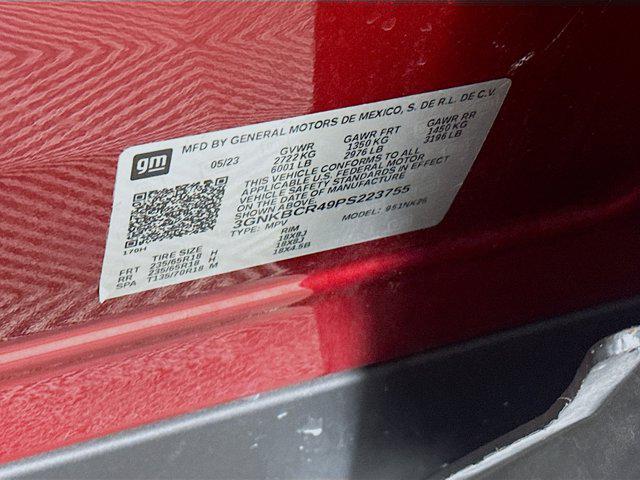 gm
MFD BY GENERAL MOTORS DE MEXICO, S. DE R.L. DE C.V.
05/23
GVWR
2722 KG
6001 LB
GAWR FRT
1350 KG
2976 LB
GAWR RR
1450 KG
3196 LB
THIS VEHICLE CONFORMS TO ALL
APPLICABLE U.S. FEDERAL MOTOR
VEHICLE SAFETY STANDARDS IN EFFECT
ON THE DATE OF MANUFACTURE
SHOWN ABOVE.
3GNKBCR49PS223755
TYPE: MPV
MODEL:
170H
TIRE SIZE RIM
FRT 235/65R18 H 18X8J
RR 235/65R18 H 18X8J
SPA T135/70R18 M 18X4.5B